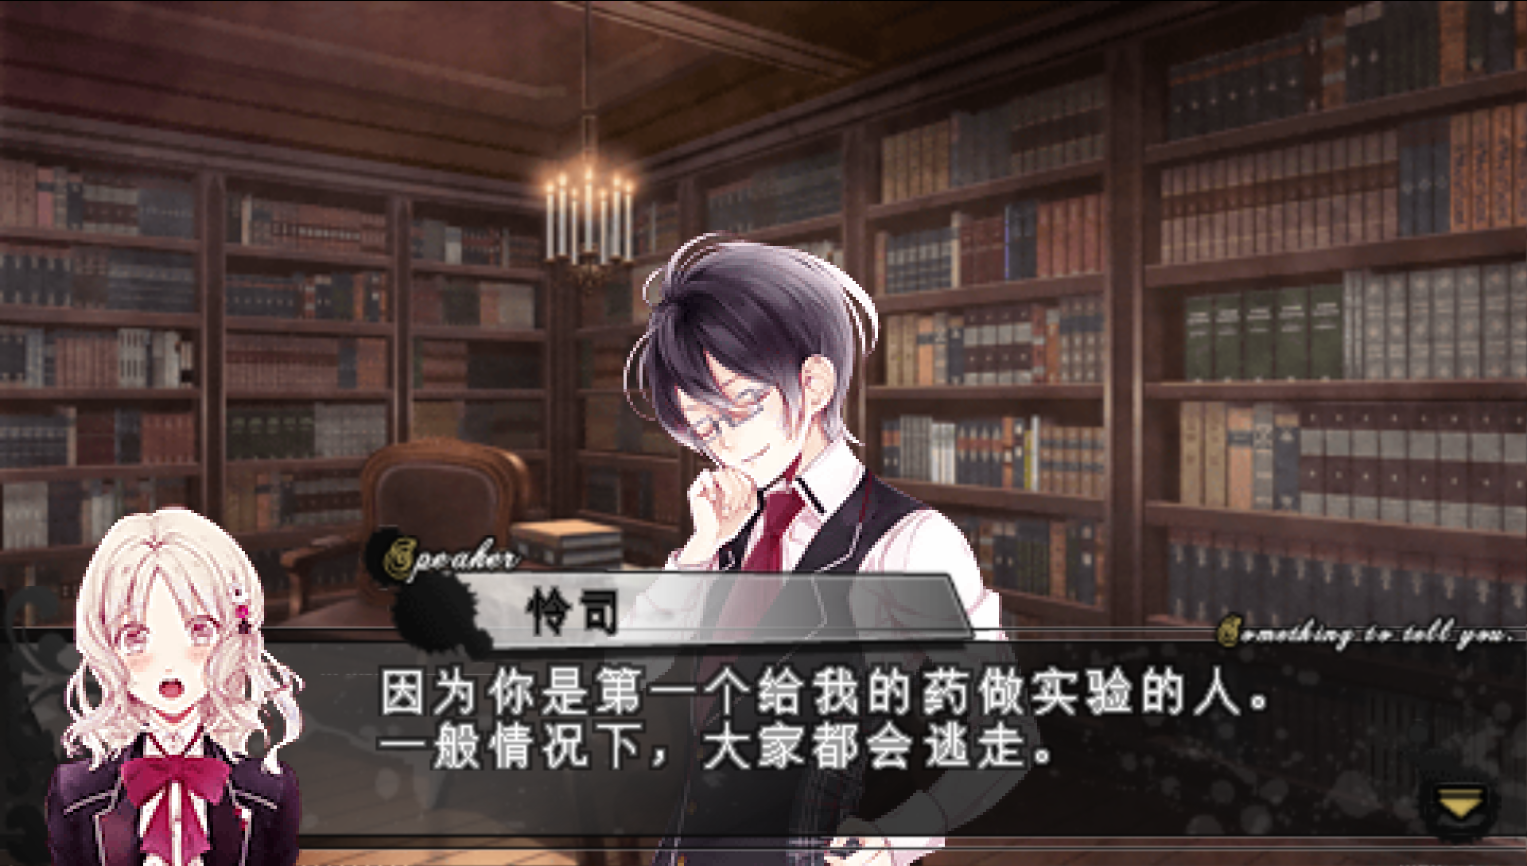 Speaker
怜司
Something to tell you.
因为你是第一个给我的药做实验的人。
一般情况下，大家都会逃走。